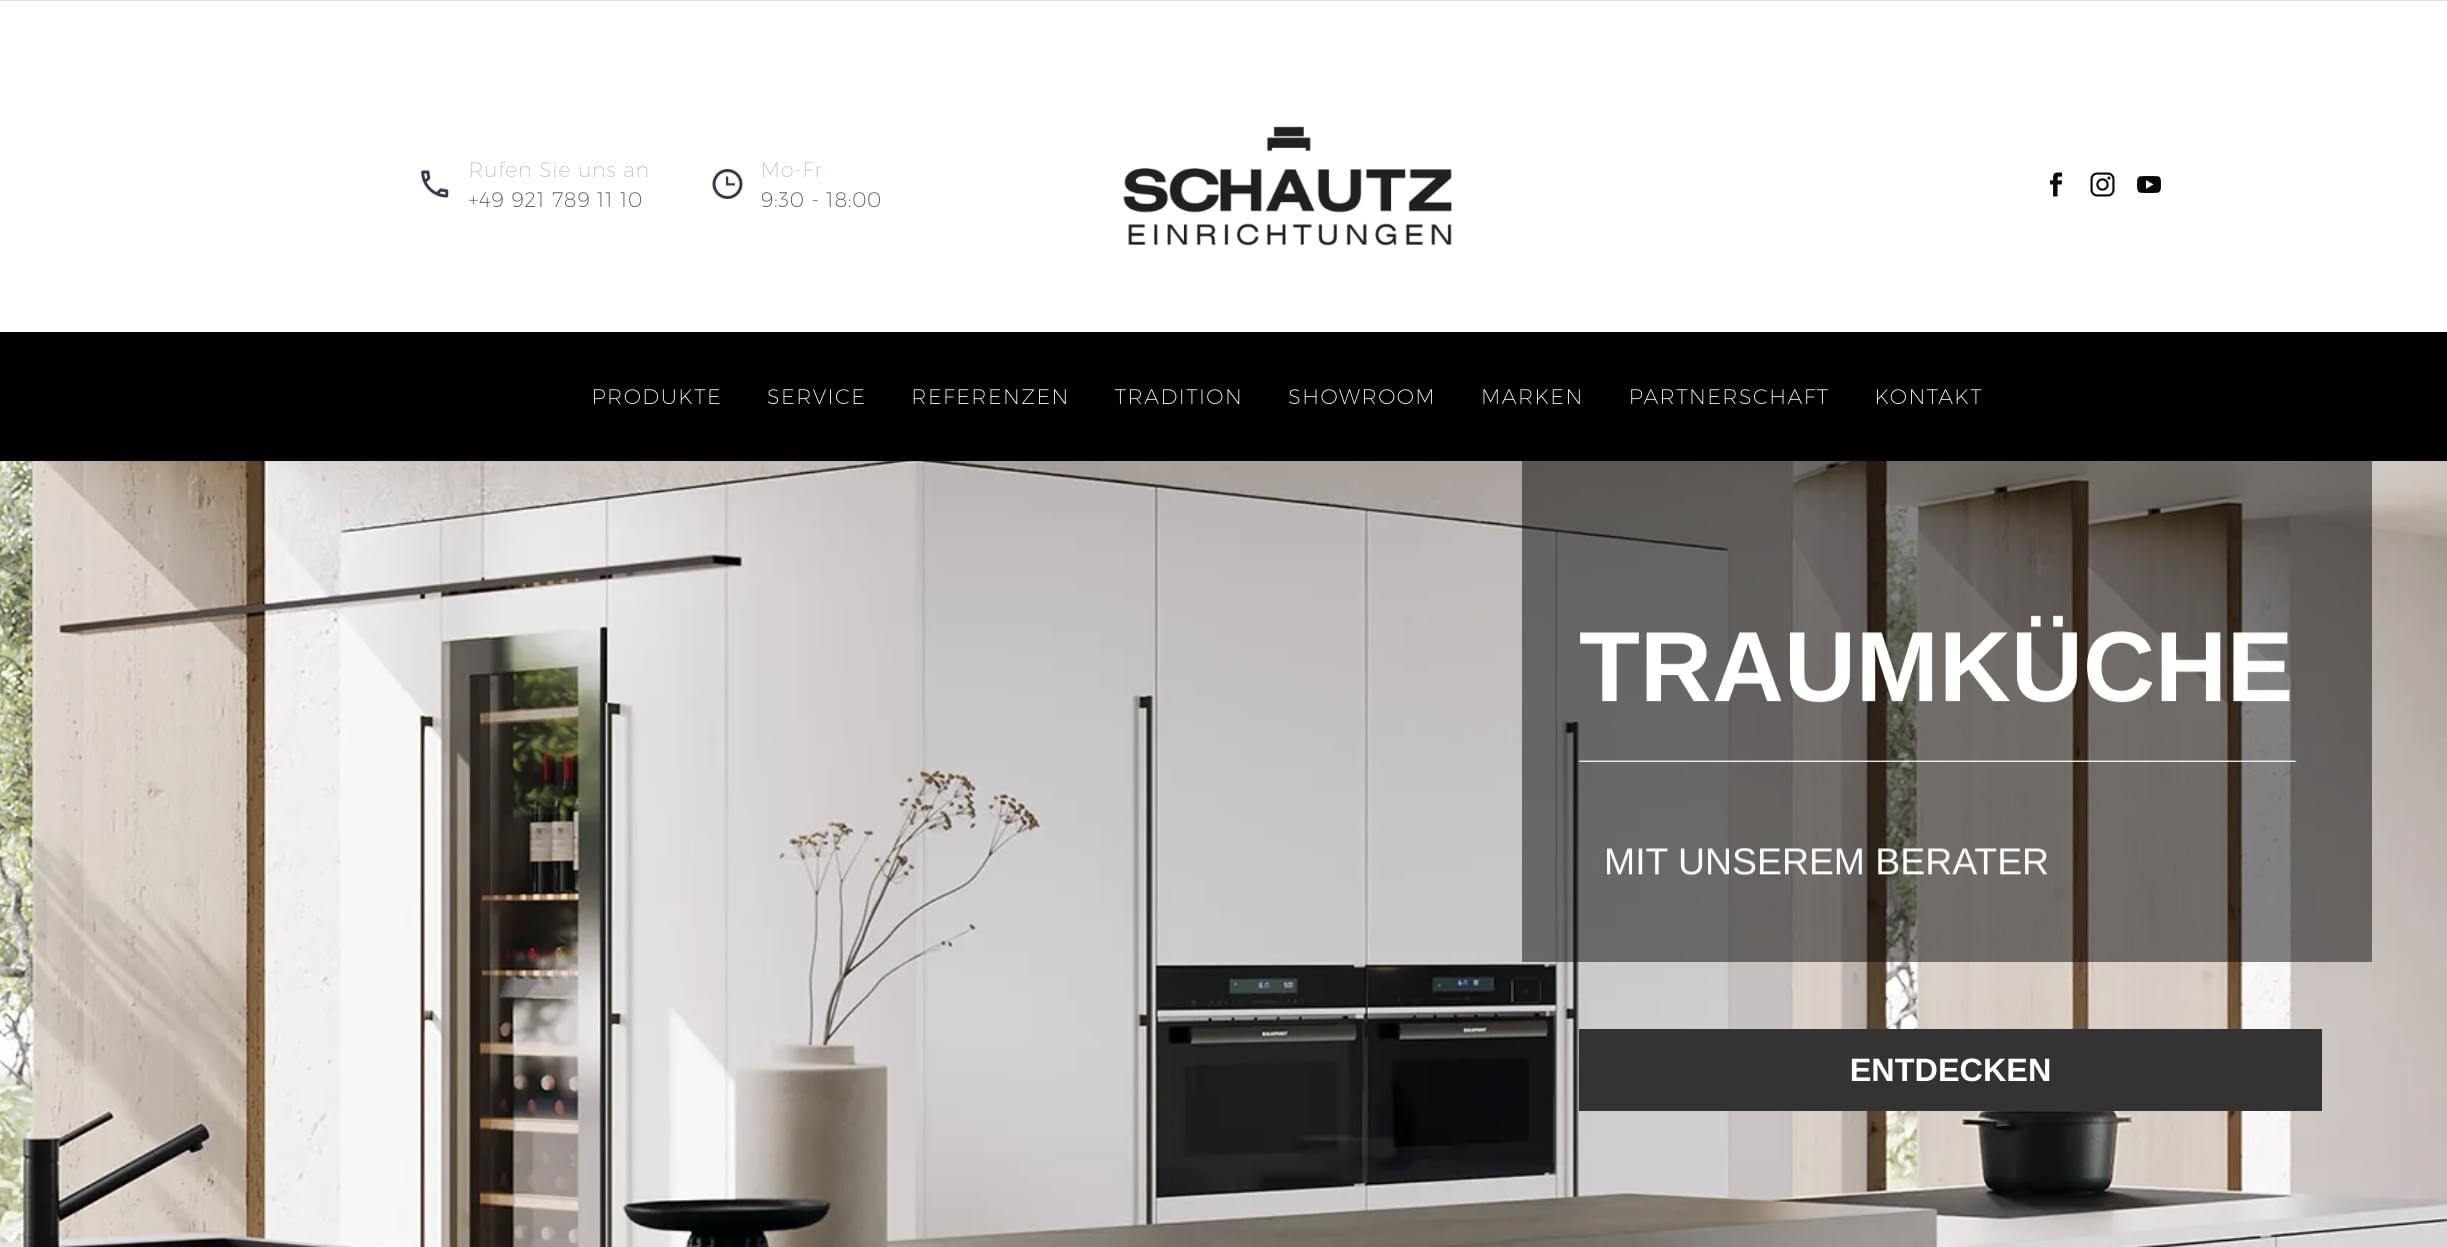 Rufen Sie uns an
+49 921 789 11 10
Mo-Fr
9:30 - 18:00
SCHAUTZ
EINRICHTUNGEN
PRODUKTE SERVICE REFERENZEN TRADITION SHOWROOM MARKEN PARTNERSCHAFT KONTAKT
TRAUMKÜCHE
MIT UNSEREM BERATER
ENTDECKEN